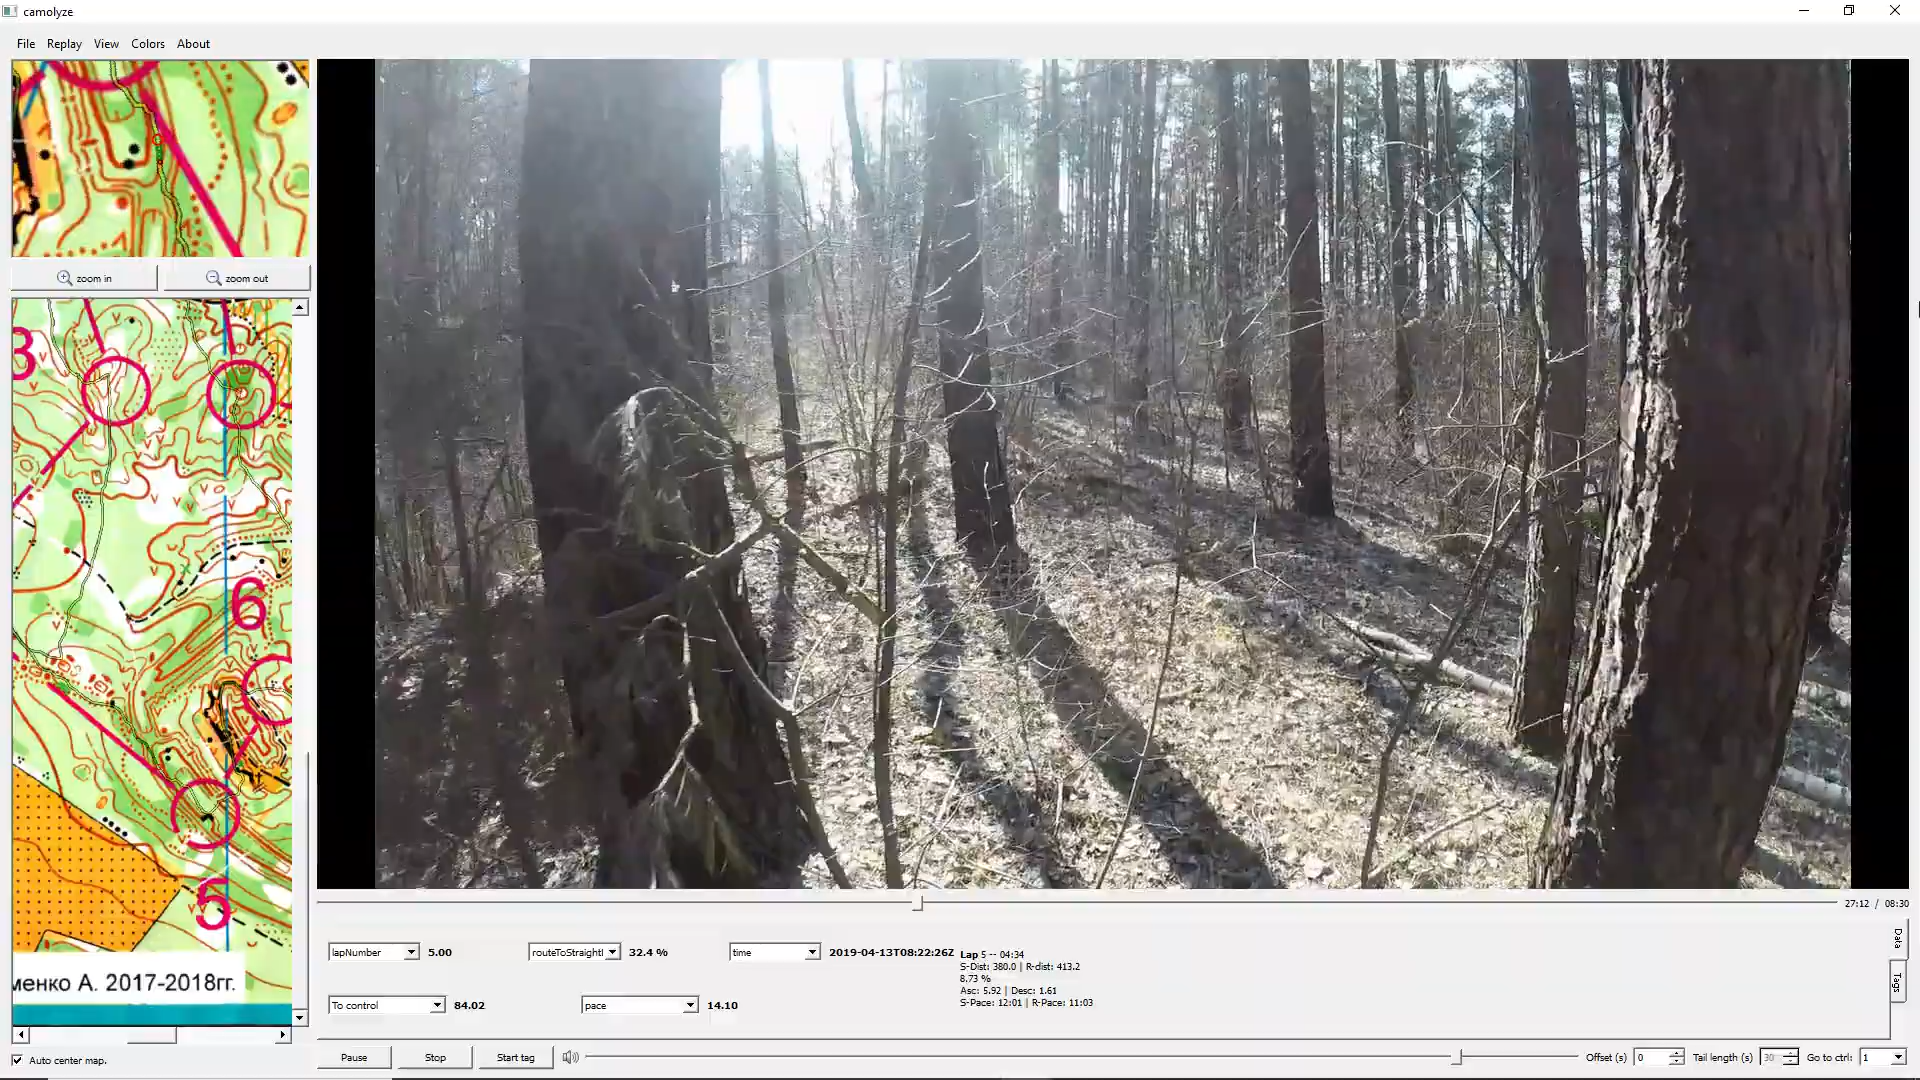 camolyze
File Replay View Colors About
zoom in zoom out
3
6
5
менко А. 2017-2018гг.
Auto center map.
27:12 / 08:30
lapNumber 5.00 routeToStraightl 32.4 % time 2019-04-13T08:22:26Z
To control 84.02 pace 14.10
Lap 5 -- 04:34
S-Dist: 380.0 | R-dist: 413.2
8.73 %
Asc: 5.92 | Desc: 1.61
S-Pace: 12:01 | R-Pace: 11:03
Data
Tags
Pause Stop Start tag Offset (s) 0 Tail length (s) 30 Go to ctrl: 1